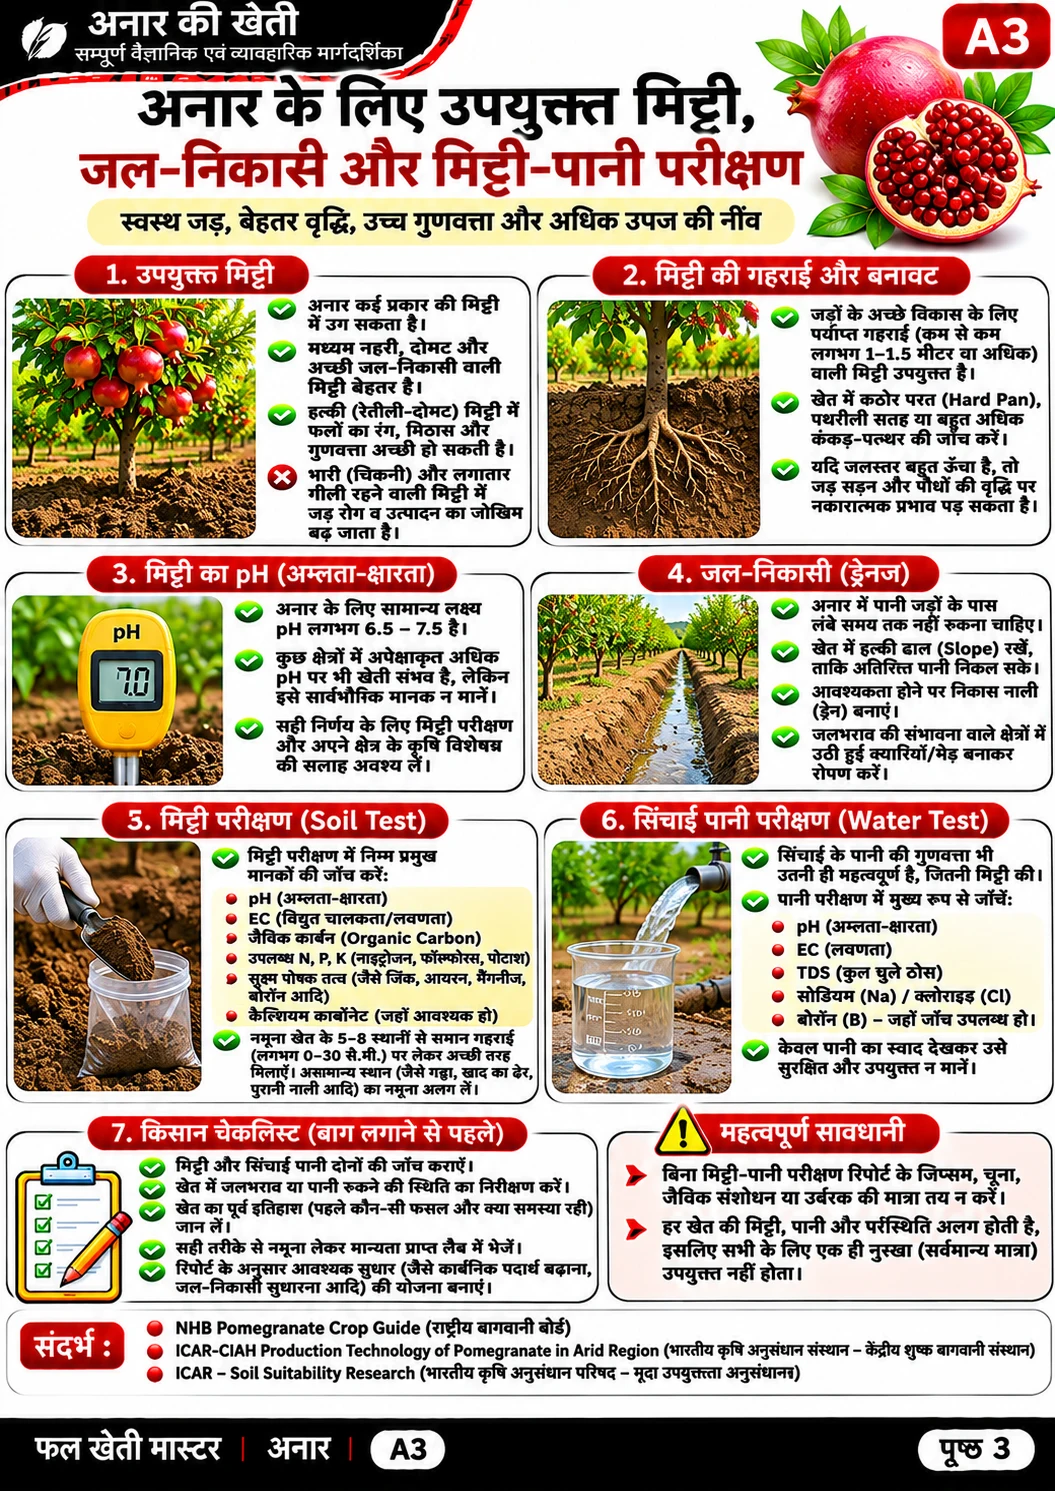 अनार की खेती
सम्पूर्ण वैज्ञानिक एवं व्यावहारिक मार्गदर्शिका
A3
अनार के लिए उपयुक्त मिट्टी,
जल-निकासी और मिट्टी-पानी परीक्षण
स्वस्थ जड़, बेहतर वृद्धि, उच्च गुणवत्ता और अधिक उपज की नींव
1. उपयुक्त मिट्टी
अनार कई प्रकार की मिट्टी
में उग सकता है।
मध्यम नहरी, दोमट और
अच्छी जल-निकासी वाली
मिट्टी बेहतर है।
हल्की (रेतीली-दोमट) मिट्टी में
फलों का रंग, मिठास और
गुणवत्ता अच्छी हो सकती है।
भारी (चिकनी) और लगातार
गीली रहने वाली मिट्टी में
जड़ रोग व उत्पादन का जोखिम
बढ़ जाता है।
2. मिट्टी की गहराई और बनावट
जड़ों के अच्छे विकास के लिए
पर्याप्त गहराई (कम से कम
लगभग 1–1.5 मीटर वा अधिक)
वाली मिट्टी उपयुक्त है।
खेत में कठोर परत (Hard Pan),
पथरीली सतह या बहुत अधिक
कंकड़-पत्थर की जाँच करें।
यदि जलस्तर बहुत ऊँचा है, तो
जड़ सड़न और पौधों की वृद्धि पर
नकारात्मक प्रभाव पड़ सकता है।
3. मिट्टी का pH (अम्लता-क्षारता)
pH
7.0
अनार के लिए सामान्य लक्ष्य
pH लगभग 6.5 – 7.5 है।
कुछ क्षेत्रों में अपेक्षाकृत अधिक
pH पर भी खेती संभव है, लेकिन
इसे सार्वभौमिक मानक न मानें।
सही निर्णय के लिए मिट्टी परीक्षण
और अपने क्षेत्र के कृषि
की सलाह अवश्य लें।
4. जल-निकासी (ड्रेनज)
अनार में पानी जड़ों के पास
लंबे समय तक नहीं रुकना चाहिए।
खेत में हल्की ढाल (Slope) रखें,
ताकि अतिरिक्त पानी निकल सके।
आवश्यकता होने पर निकास नाली
(ड्रेन) बनाएं।
जलभराव की संभावना वाले क्षेत्रों में
उठी हुई क्यारियों/मेड़ बनाकर
रोपण करें।
5. मिट्टी परीक्षण (Soil Test)
मिट्टी परीक्षण में निम्म प्रमुख
मानकों की जाँच करें:
pH (अम्लता-क्षारता)
EC (विद्युत चालकता/लवणता)
जैविक कार्बन (Organic Carbon)
उपलब्ध N, P, K (नाइट्रोजन, पोटाश)
सूक्ष्म पोषक तत्व (जैसे जिंक, आयरन, मैंगनीज,
बोरॉन आदि)
कैल्शियम कार्बोनेट (जहाँ आवश्यक हो)
नमूना खेत के 5–8 स्थानों से समान गहराई
(लगभग 0–30 से.मी.) पर लेकर अच्छी तरह
मिलाएँ। असामान्य स्थान (जैसे गड्ढा, खाद का ढेर,
पुरानी नाली आदि) का नमूना अलग लें।
6. सिंचाई पानी परीक्षण (Water Test)
सिंचाई के पानी की गुणवत्ता भी
उतनी ही महत्वपूर्ण है, जितनी मिट्टी की।
पानी परीक्षण में मुख्य रूप से जाँचें:
pH (अम्लता-क्षारता)
EC (लवणता)
TDS (कुल घुले ठोस)
सोडियम (Na) / क्लोराइड (Cl)
बोरॉन (B) – जहाँ जाँच उपलब्ध हो।
केवल पानी का स्वाद देखकर उसे
सुरक्षित और उपयुक्त न मानें।
7. किसान चेकलिस्ट (बाग लगाने से पहले)
मिट्टी और सिंचाई पानी दोनों की जाँच कराएँ।
खेत में जलभराव या पानी रुकने की स्थिति का निरीक्षण करें।
खेत का पूर्व इतिहास (पहले कौन-सी फसल और क्या समस्या रही)
जान लें।
सही तरीके से नमूना लेकर मान्यता प्राप्त लैब में भेजें।
रिपोर्ट के अनुसार आवश्यक सुधार (जैसे कार्बनिक पदार्थ बढ़ाना,
जल-निकासी सुधारना आदि) की योजना बनाएं।
महत्वपूर्ण सावधानी
बिना मिट्टी-पानी परीक्षण रिपोर्ट के जिप्सम, चूना,
जैविक संशोधन या उर्बरक की मात्रा तय न करें।
हर खेत की मिट्टी, पानी और अलग होती है,
इसलिए सभी के लिए एक ही नुस्खा (सर्वमान्य मात्रा)
उपयुक्त नहीं होता।
संदर्भ :
NHB Pomegranate Crop Guide (राष्ट्रीय बागवानी बोर्ड)
ICAR-CIAH Production Technology of Pomegranate in Arid Region (भारतीय कृषि अनुसंधान संस्थान – केंद्रीय शुष्क बागवानी संस्थान)
ICAR – Soil Suitability Research (भारतीय कृषि अनुसंधान परिषद – मृदा
फल खेती मास्टर | अनार | A3
पृष्ठ 3